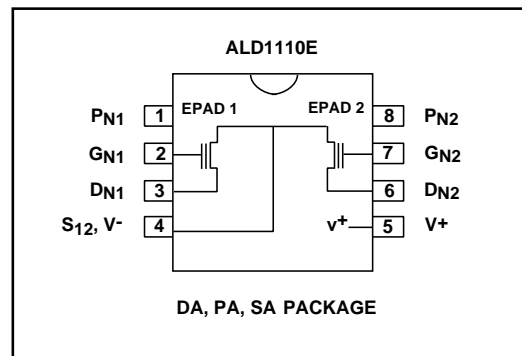 ALD1110E
EPAD 1 EPAD 2
PN1 1 8 PN2
GN1 2 7 GN2
DN1 3 6 DN2
S12, V- 4 v+ 5 V+
DA, PA, SA PACKAGE